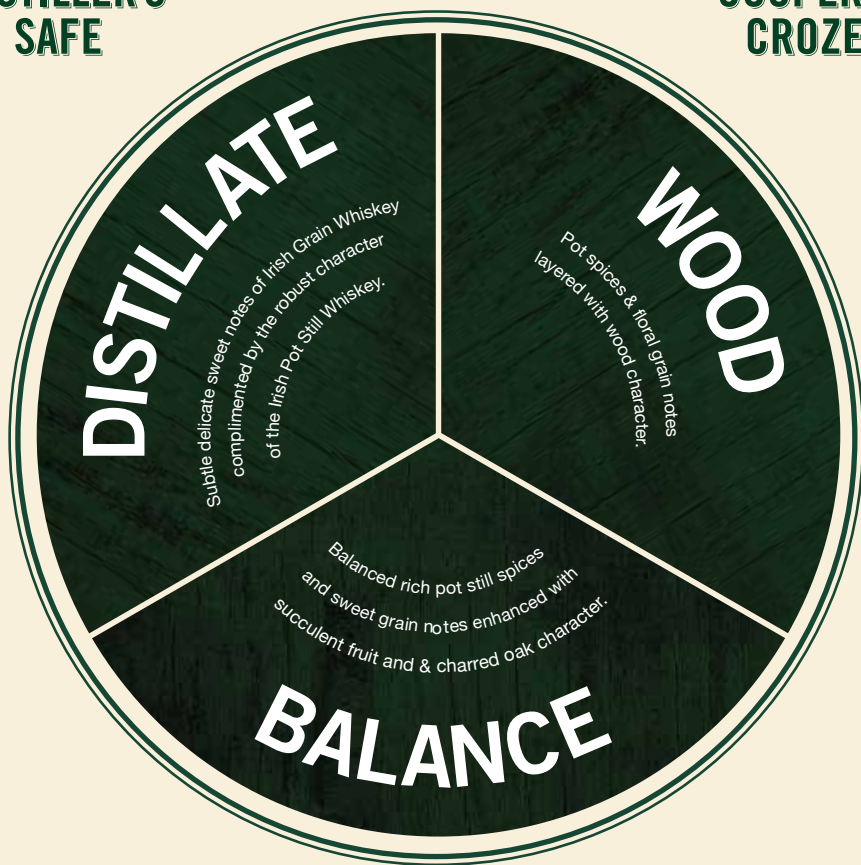 SAFE
CROZE
DISTILLATE
Subtle delicate sweet notes of Irish Grain Whiskey
complimented by the robust character
of the Irish Pot Still Whiskey.
WOOD
Pot spices & floral grain notes
layered with wood character.
Balanced rich pot still spices
and sweet grain notes enhanced with
succulent fruit and & charred oak character.
BALANCE